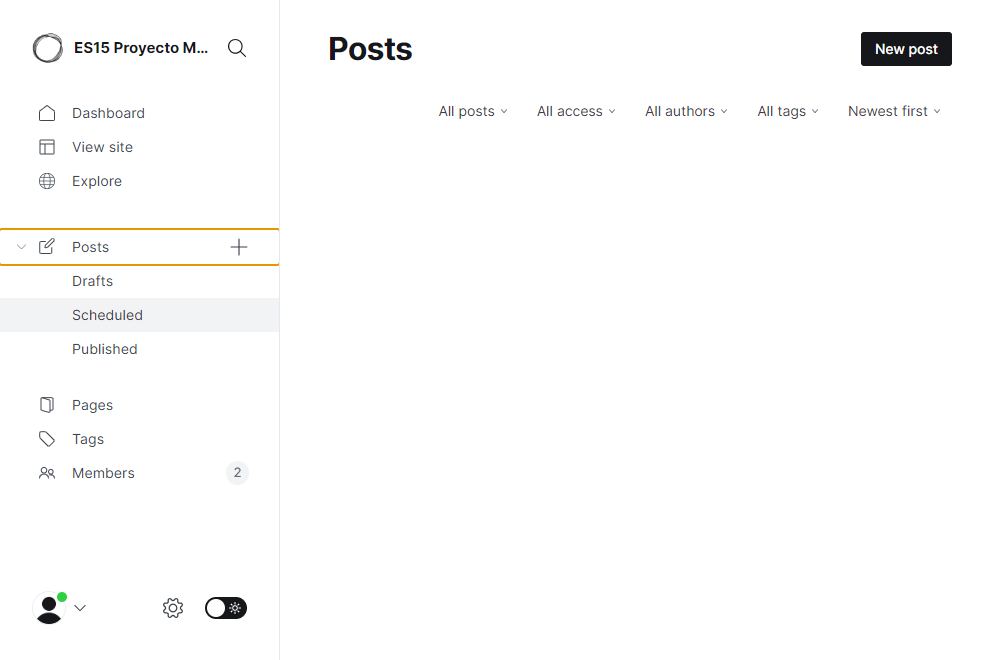 ES15 Proyecto M...
Dashboard
View site
Explore
Posts
Drafts
Scheduled
Published
Pages
Tags
Members 2
Posts
New post
All posts All access All authors All tags Newest first